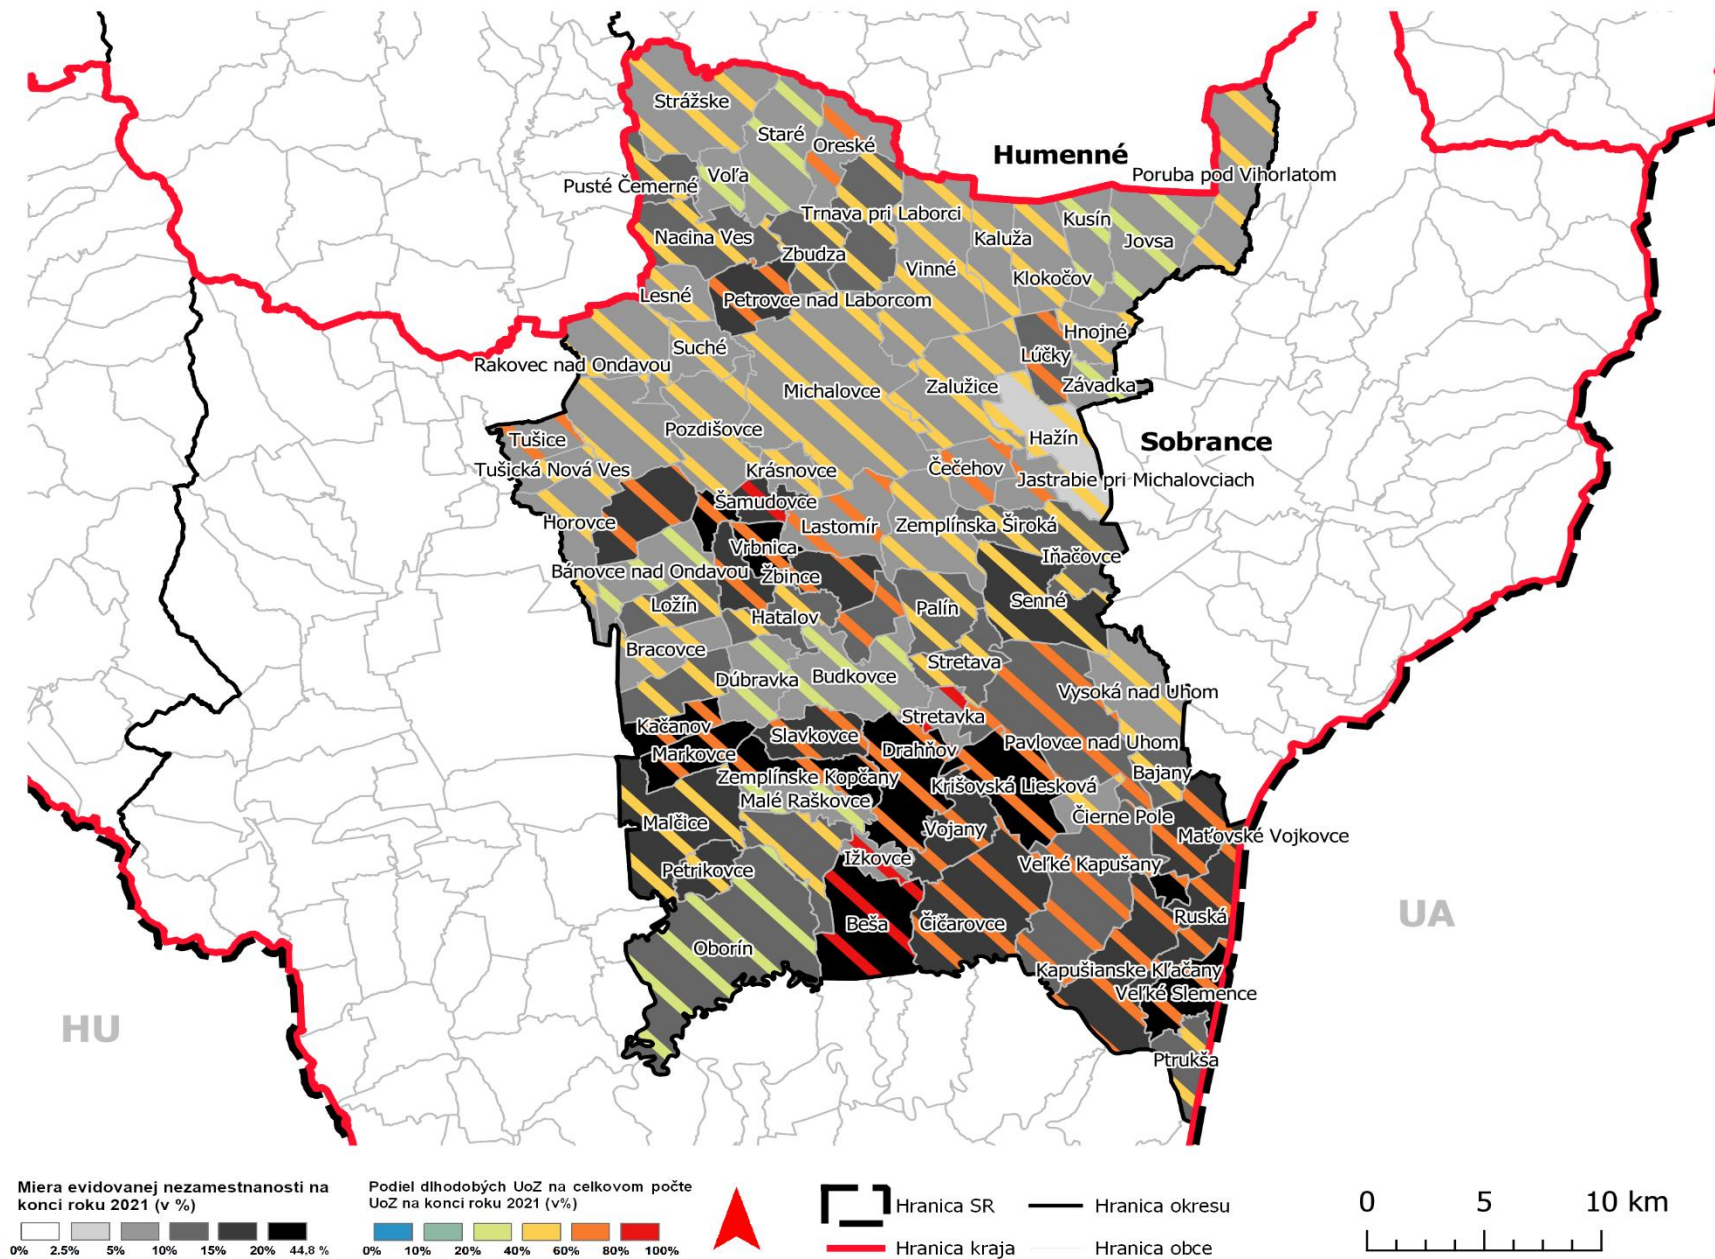 Strážske
Staré
Oreské
Humenné
Poruba pod Vihorlatom
Pusté Čemerné
Voľa
Trnava pri Laborci
Kusín
Nacina Ves
Zbudza
Kaluža
Jovsa
Vinné
Klokočov
Lesné
Petrovce nad Laborcom
Hnojné
Suché
Lúčky
Rakovec nad Ondavou
Michalovce
Zalužice
Závadka
Pozdišovce
Hažín
Sobrance
Tušice
Tušická Nová Ves
Krásnovce
Čečehov
Jastrabie pri Michalovciach
Šamudovce
Horovce
Lastomír
Zemplínska Široká
Vrbnica
Iňačovce
Bánovce nad Ondavou
Žbince
Ložín
Hatalov
Palín
Senné
Bracovce
Stretava
Dúbravka
Budkovce
Vysoká nad Uhom
Stretavka
Kačanov
Slavkovce
Drahňov
Pavlovce nad Uhom
Markovce
Zemplínske Kopčany
Krišovská Liesková
Bajany
Malé Raškovce
Čierne Pole
Malčice
Vojany
Maťovské Vojkovce
Ižkovce
Veľké Kapušany
Petrikovce
Beša
Čičarovce
Ruská
UA
Oborín
Kapušianske Kľačany
Veľké Slemence
HU
Ptrukša
Miera evidovanej nezamestnanosti na
konci roku 2021 (v %)
0% 2.5% 5% 10% 15% 20% 44.8 %
Podiel dlhodobých UoZ na celkovom počte
UoZ na konci roku 2021 (v%)
0% 10% 20% 40% 60% 80% 100%
Hranica SR
Hranica okresu
Hranica kraja
Hranica obce
0 5 10 km